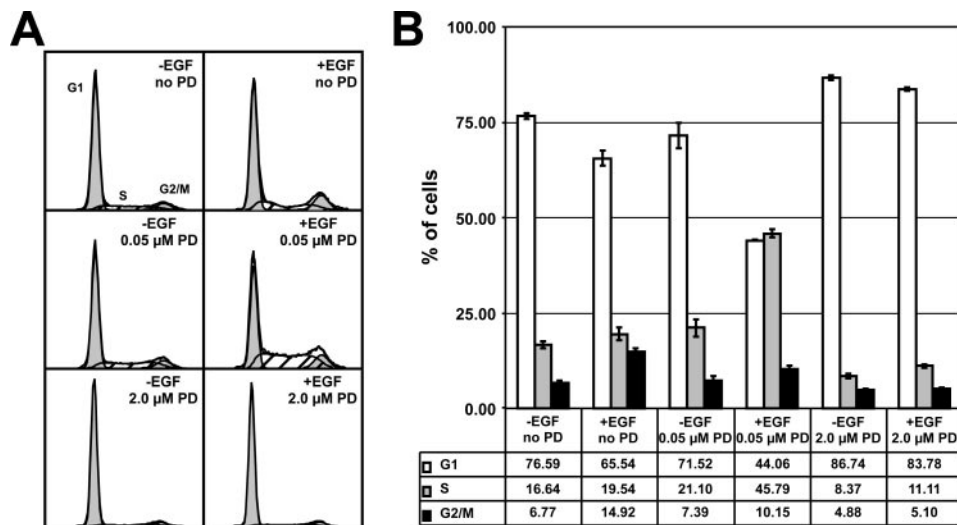 A
-EGF
no PD
+EGF
no PD
G1
S
G2/M
-EGF
0.05 µM PD
+EGF
0.05 µM PD
-EGF
2.0 µM PD
+EGF
2.0 µM PD
B
% of cells
100.00
75.00
50.00
25.00
0.00
-EGF +EGF -EGF +EGF -EGF +EGF
no PD no PD 0.05 µM PD 0.05 µM PD 2.0 µM PD 2.0 µM PD
G1 76.59 65.54 71.52 44.06 86.74 83.78
S 16.64 19.54 21.10 45.79 8.37 11.11
G2/M 6.77 14.92 7.39 10.15 4.88 5.10